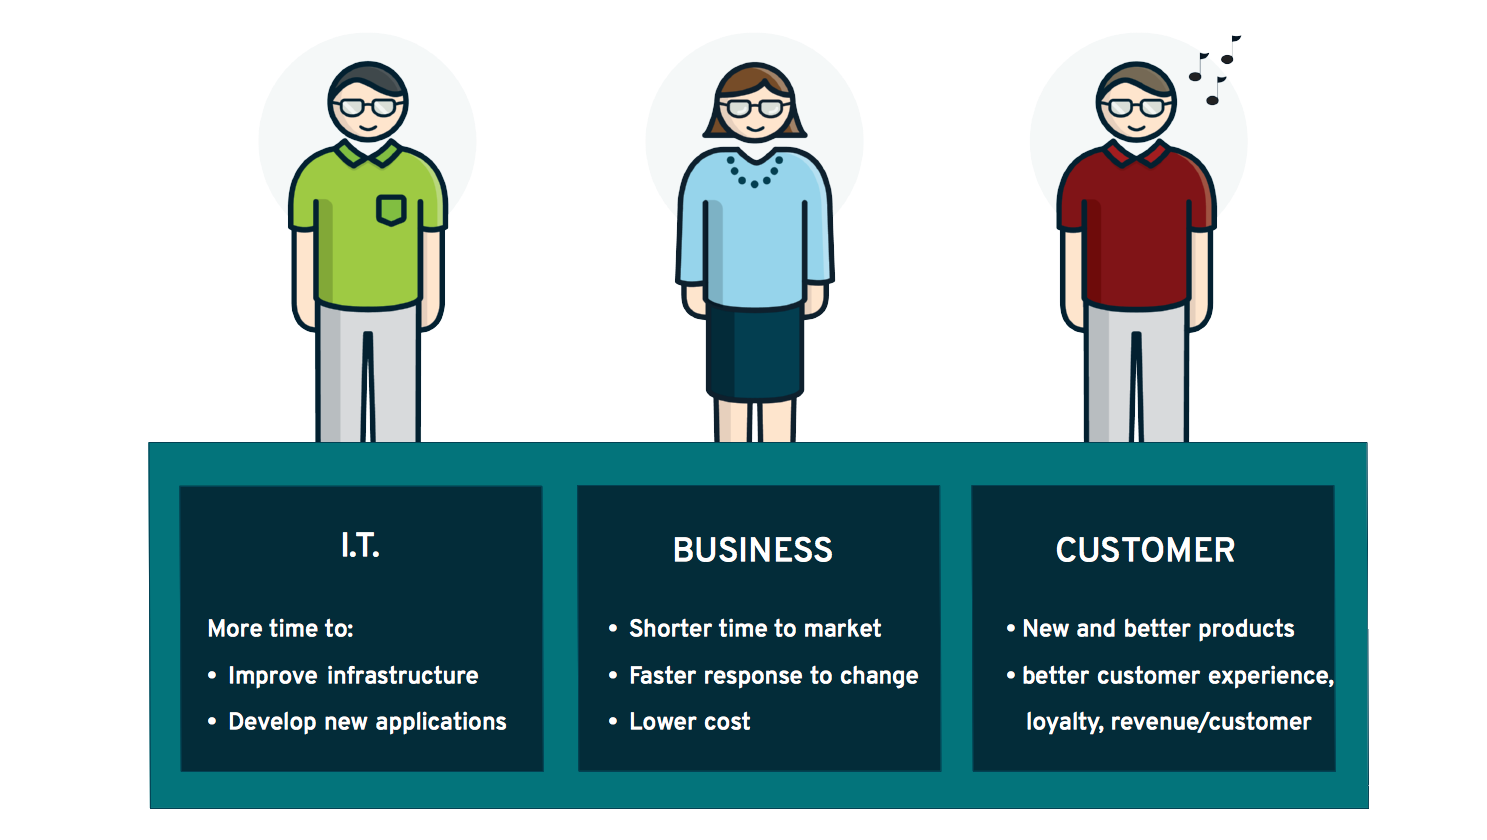 I.T.
More time to:
• Improve infrastructure
• Develop new applications
BUSINESS
• Shorter time to market
• Faster response to change
• Lower cost
CUSTOMER
• New and better products
• better customer experience,
loyalty, revenue/customer